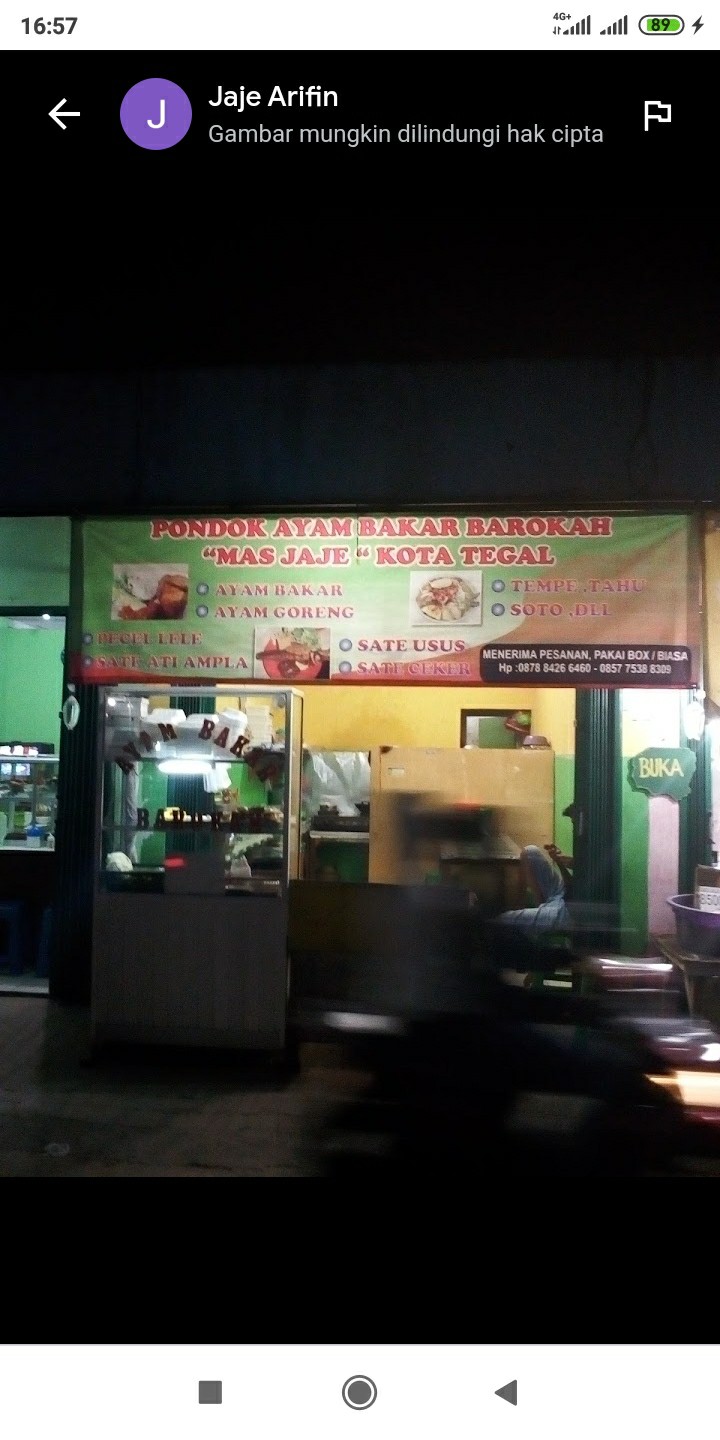 16:57
4G+
89
J
Jaje Arifin
Gambar mungkin dilindungi hak cipta
PONDOK AYAM BAKAR BAROKAH
“MAS JAJE “ KOTA TEGAL
AYAM BAKAR
AYAM GORENG
TEMPE ,TAHU
SOTO ,DLL
PECEL LELE
SATE ATI AMPLA
SATE USUS
SATE CEKER
MENERIMA PESANAN, PAKAI BOX / BIASA
Hp :0878 8426 6460 - 0857 7538 8309
AYAM BAKAR
BUKA